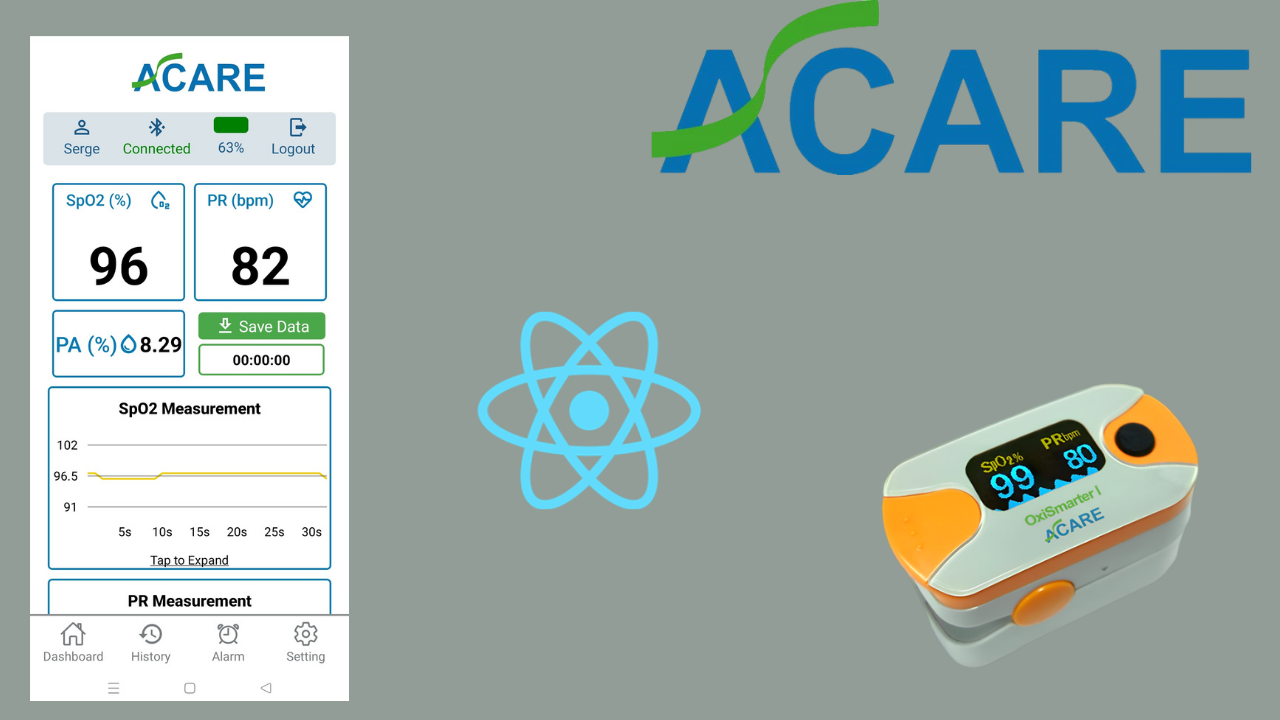 ACARE
Serge
Connected
63%
Logout
SpO2 (%)
PR (bpm)
96
82
PA (%) 8.29
Save Data
00:00:00
SpO2 Measurement
102
96.5
91
5s 10s 15s 20s 25s 30s
Tap to Expand
PR Measurement
Dashboard
History
Alarm
Setting
ACARE
SpO2%
PRbpm
99
80
OxiSmarter I
ACARE